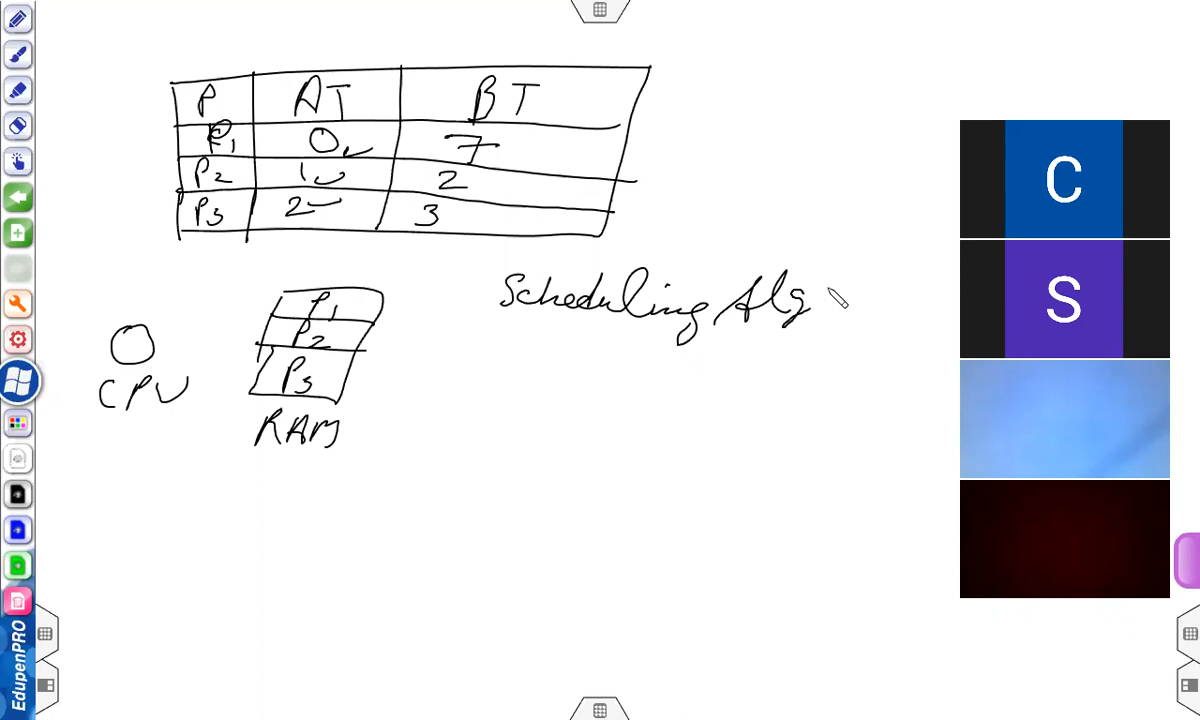 P AT BT
P1 0 7
P2 1 2
P3 2 3
Scheduling Alg
P1
P2
P3
CPU
RAM
C
S
EdupenPRO